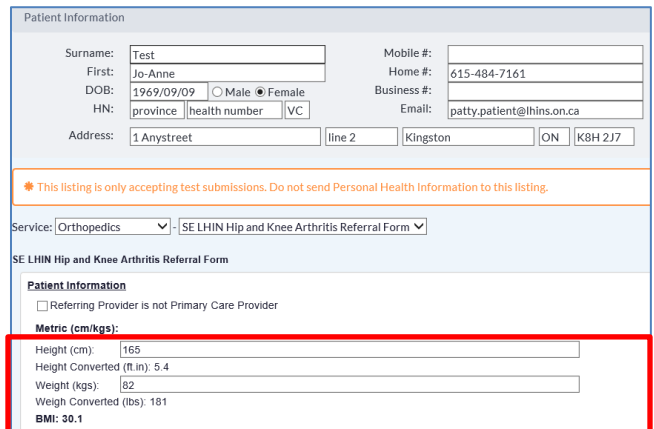 Patient Information
Surname: Test Mobile #:
First: Jo-Anne Home #: 615-484-7161
DOB: 1969/09/09 Male Female Business #:
HN: province health number VC Email: patty.patient@lhins.on.ca
Address: 1 Anystreet line 2 Kingston ON K8H 2J7
✱ This listing is only accepting test submissions. Do not send Personal Health Information to this listing.
Service: Orthopedics - SE LHIN Hip and Knee Arthritis Referral Form
SE LHIN Hip and Knee Arthritis Referral Form
Patient Information
Referring Provider is not Primary Care Provider
Metric (cm/kgs):
Height (cm): 165
Height Converted (ft.in): 5.4
Weight (kgs): 82
Weigh Converted (lbs): 181
BMI: 30.1